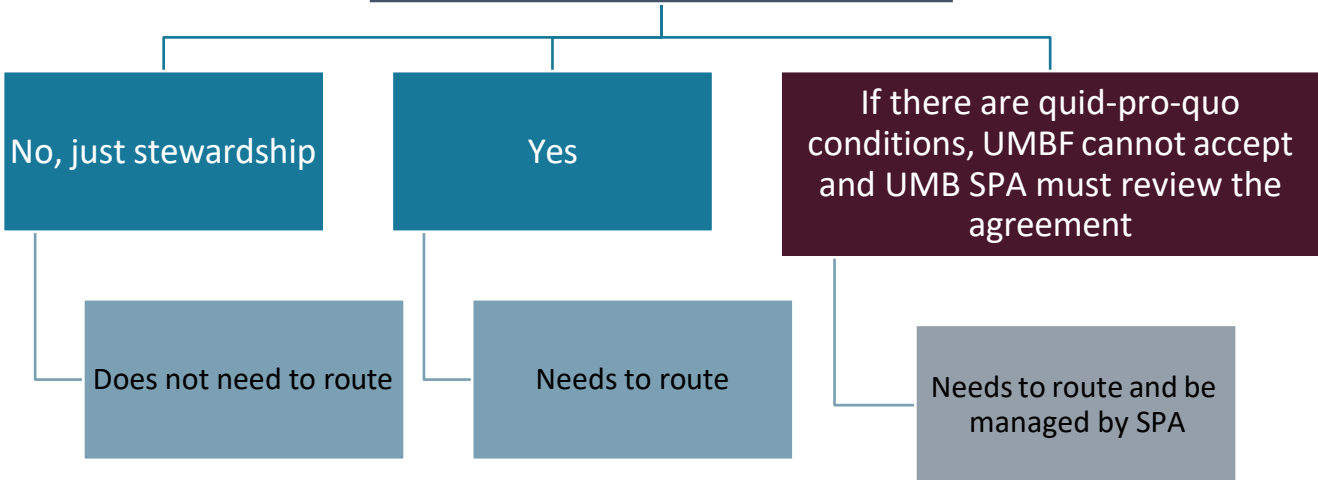 No, just stewardship
Yes
If there are quid-pro-quo
conditions, UMBF cannot accept
and UMB SPA must review the
agreement
Does not need to route
Needs to route
Needs to route and be
managed by SPA